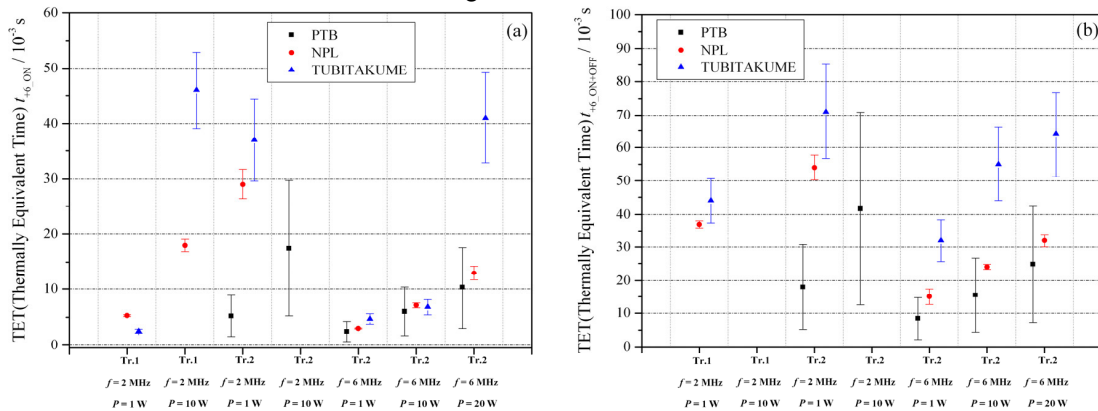 60
50
40
30
20
10
0
TET(Thermally Equivalent Time) t+6_ON / 10-3 s
PTB
NPL
TUBITAKUME
(a)
Tr.1 Tr.1 Tr.2 Tr.2 Tr.2 Tr.2 Tr.2
f = 2 MHz f = 2 MHz f = 2 MHz f = 2 MHz f = 6 MHz f = 6 MHz f = 6 MHz
P = 1 W P = 10 W P = 1 W P = 10 W P = 1 W P = 10 W P = 20 W
100
90
80
70
60
50
40
30
20
10
0
TET(Thermally Equivalent Time) t+6_ON+OFF / 10-3 s
PTB
NPL
TUBITAKUME
(b)
Tr.1 Tr.1 Tr.2 Tr.2 Tr.2 Tr.2 Tr.2
f = 2 MHz f = 2 MHz f = 2 MHz f = 2 MHz f = 6 MHz f = 6 MHz f = 6 MHz
P = 1 W P = 10 W P = 1 W P = 10 W P = 1 W P = 10 W P = 20 W